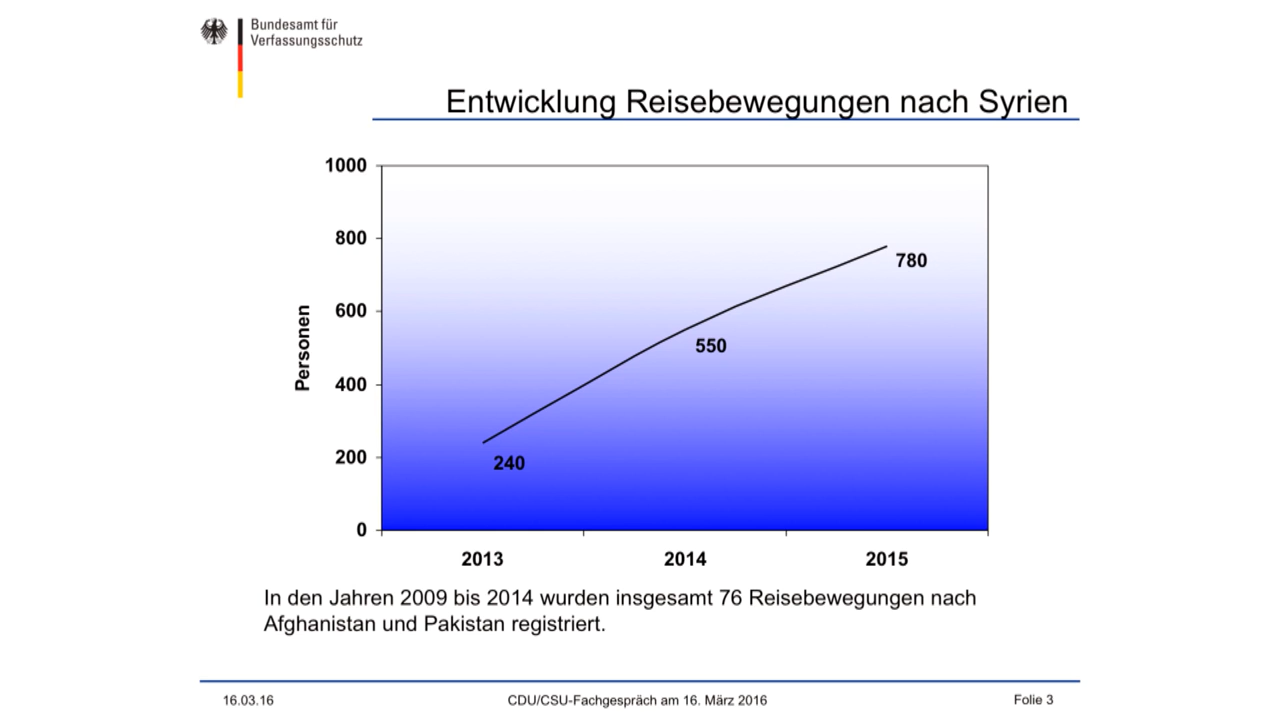 Bundesamt für
Verfassungsschutz
Entwicklung Reisebewegungen nach Syrien
1000
800
600
400
200
0
Personen
780
550
240
2013 2014 2015
In den Jahren 2009 bis 2014 wurden insgesamt 76 Reisebewegungen nach
Afghanistan und Pakistan registriert.
16.03.16 CDU/CSU-Fachgespräch am 16. März 2016 Folie 3